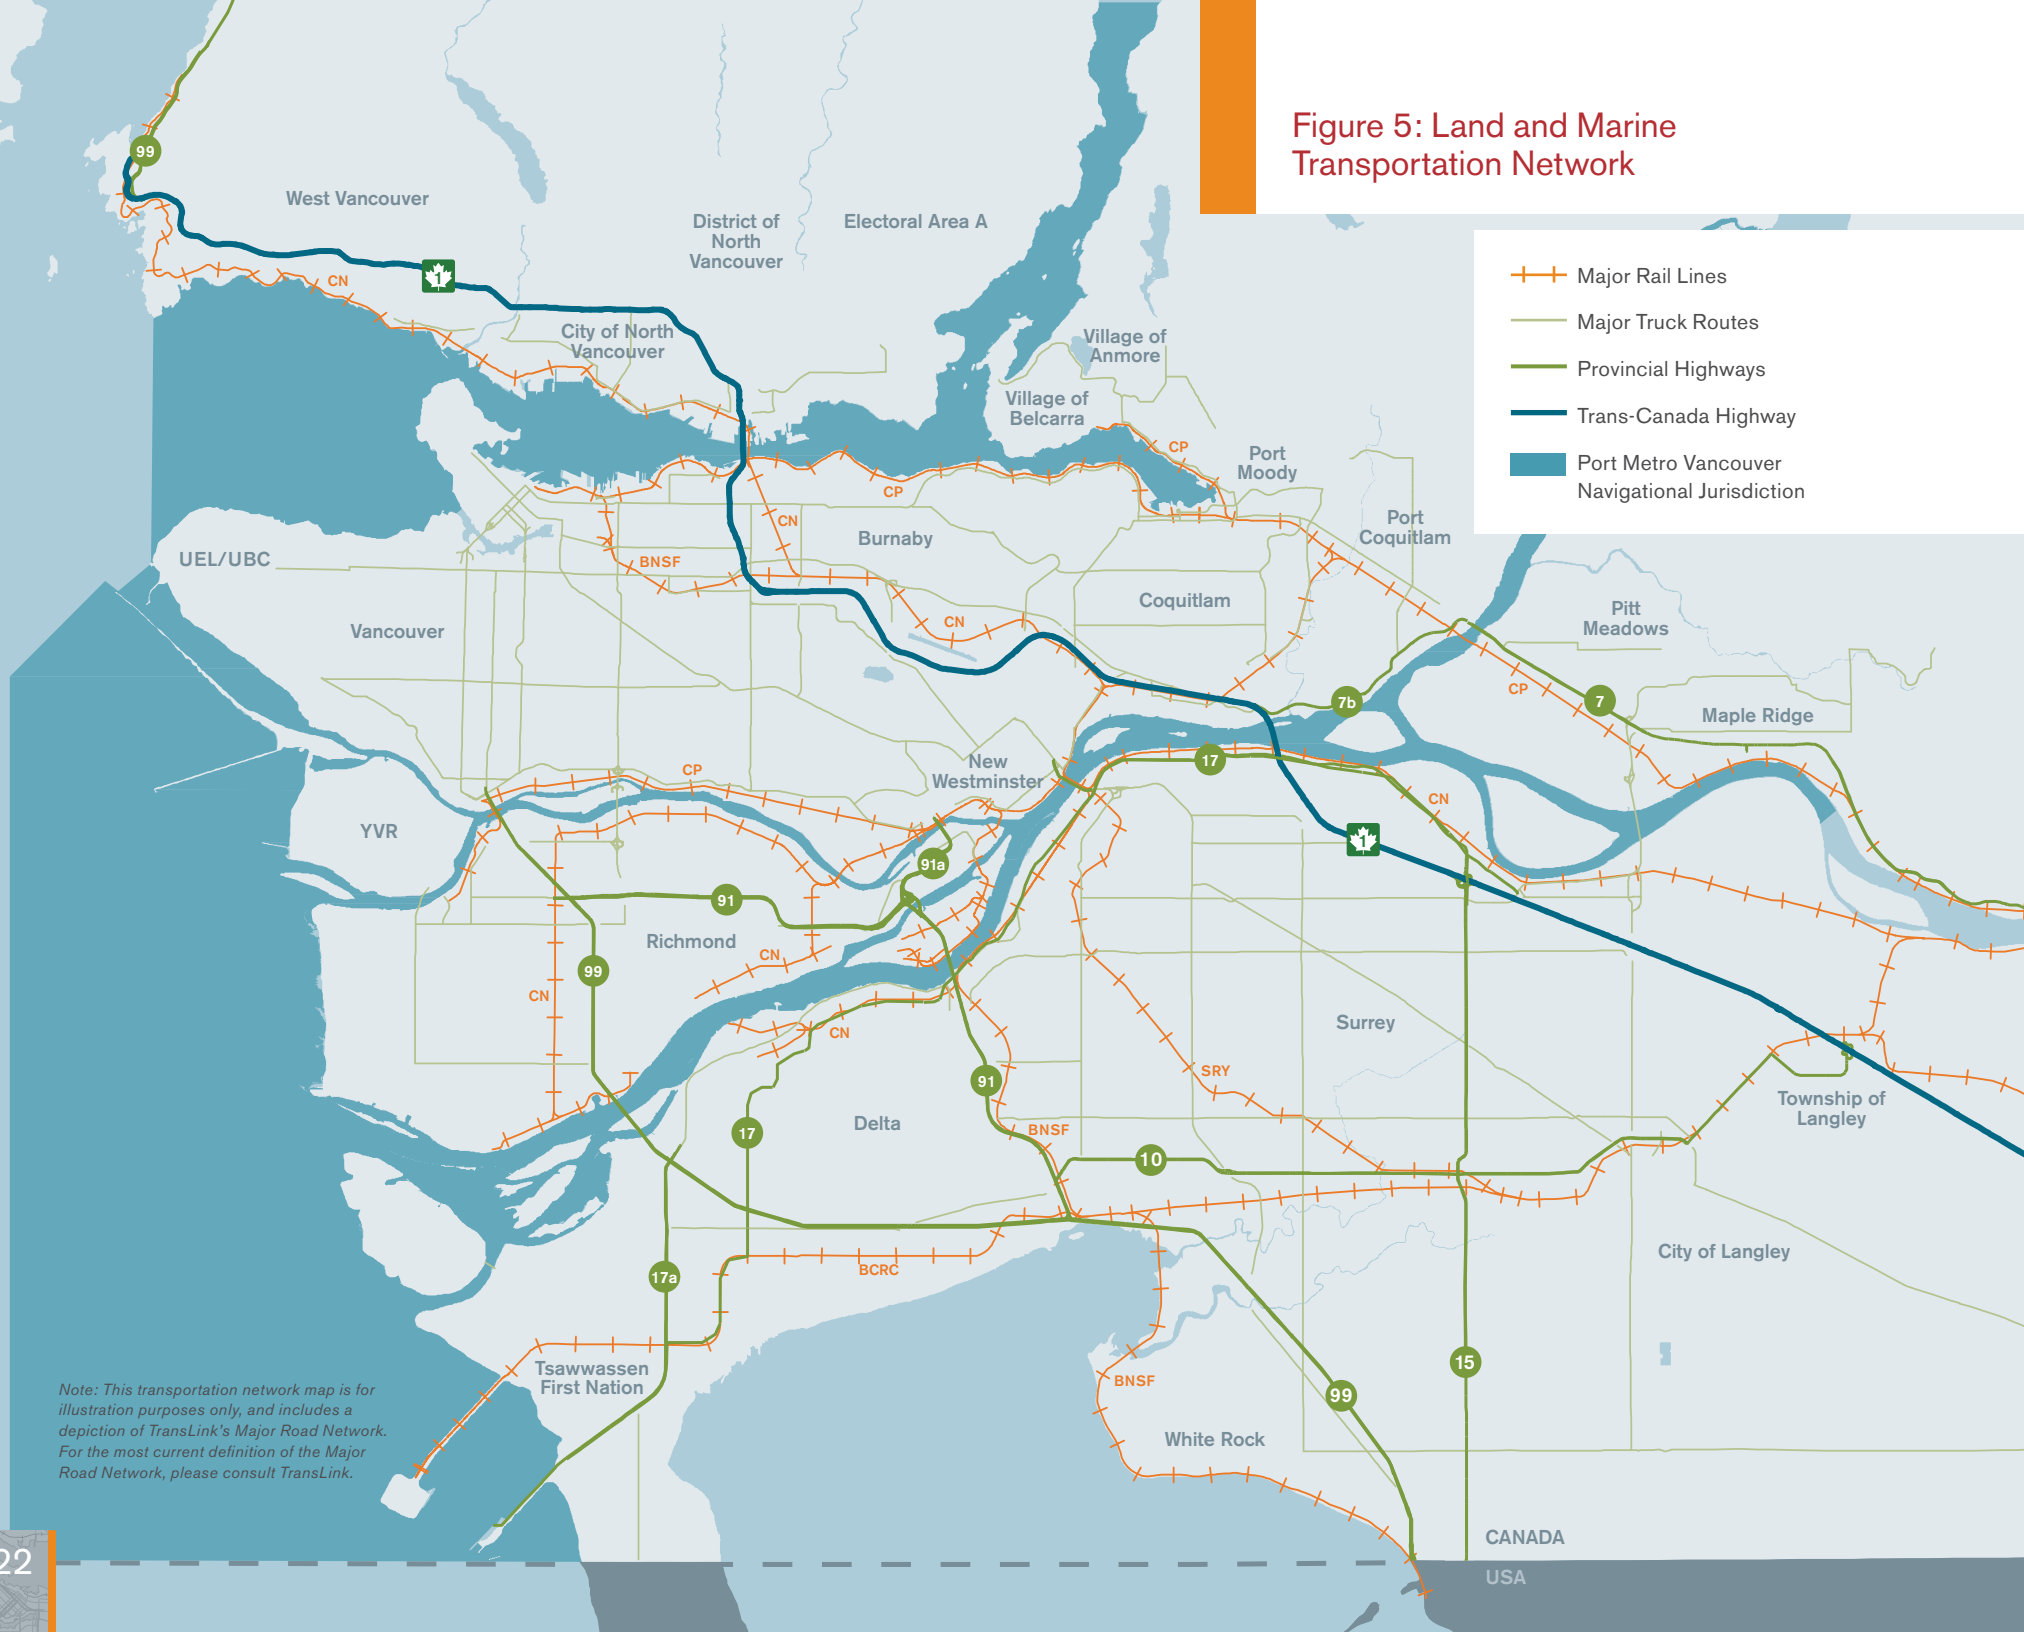 Figure 5: Land and Marine
Transportation Network
Major Rail Lines
Major Truck Routes
Provincial Highways
Trans-Canada Highway
Port Metro Vancouver
Navigational Jurisdiction
99
West Vancouver
District of
North
Vancouver
Electoral Area A
1
CN
City of North
Vancouver
Village of
Anmore
Village of
Belcarra
CP
Port
Moody
CP
CN
Port
Coquitlam
Burnaby
UEL/UBC
BNSF
Coquitlam
CN
Pitt
Meadows
Vancouver
CP
7b
7
Maple Ridge
New
Westminster
17
CP
CN
YVR
1
91a
91
Richmond
CN
99
CN
CN
Surrey
SRY
91
Township of
Langley
17
Delta
BNSF
10
City of Langley
BCRC
17a
15
Tsawwassen
First Nation
BNSF
99
White Rock
Note: This transportation network map is for
illustration purposes only, and includes a
depiction of TransLink's Major Road Network.
For the most current definition of the Major
Road Network, please consult TransLink.
CANADA
USA
22